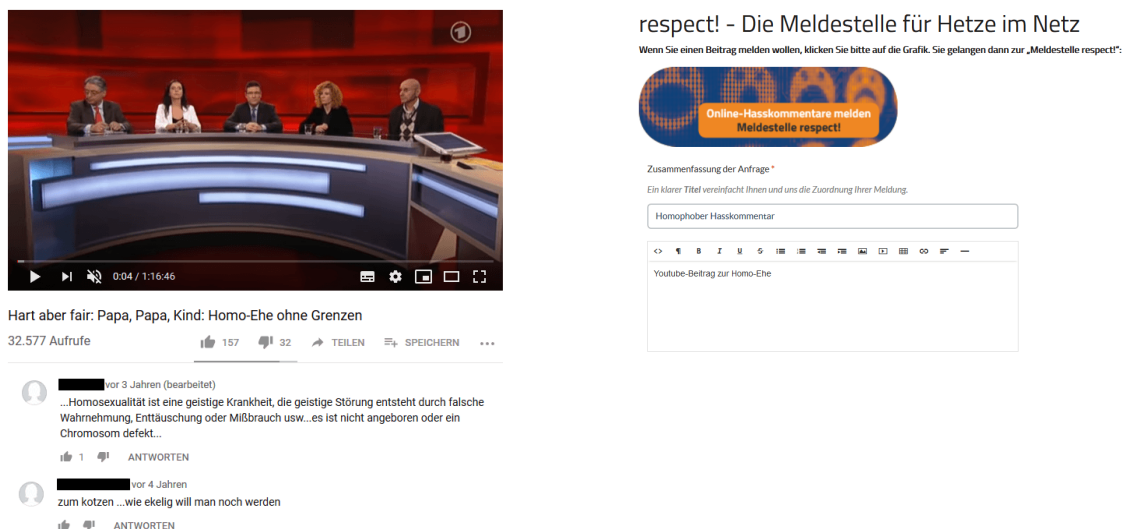 0:04 / 1:16:46
Hart aber fair: Papa, Papa, Kind: Homo-Ehe ohne Grenzen
32.577 Aufrufe
157
32
TEILEN
SPEICHERN
vor 3 Jahren (bearbeitet)
...Homosexualität ist eine geistige Krankheit, die geistige Störung entsteht durch falsche
Wahrnehmung, Enttäuschung oder Mißbrauch usw...es ist nicht angeboren oder ein
Chromosom defekt...
1
ANTWORTEN
vor 4 Jahren
zum kotzen ...wie ekelig will man noch werden
ANTWORTEN
respect! - Die Meldestelle für Hetze im Netz
Wenn Sie einen Beitrag melden wollen, klicken Sie bitte auf die Grafik. Sie gelangen dann zur „Meldestelle respect!":
Online-Hasskommentare melden
Meldestelle respect!
Zusammenfassung der Anfrage *
Ein klarer Titel vereinfacht Ihnen und uns die Zuordnung Ihrer Meldung.
Homophober Hasskommentar
B I U S
Youtube-Beitrag zur Homo-Ehe